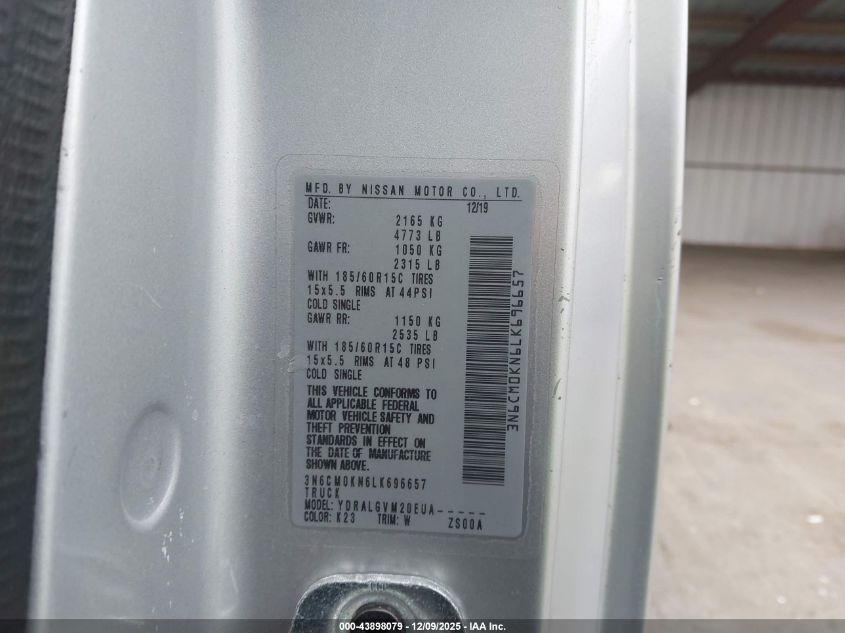 MFD. BY NISSAN MOTOR CO., LTD.
DATE: 12/19
GVWR: 2165 KG
4773 LB
GAWR FR: 1050 KG
2315 LB
WITH 185/60R15C TIRES
15x5.5 RIMS AT 44PSI
COLD SINGLE
GAWR RR: 1150 KG
2535 LB
WITH 185/60R15C TIRES
15x5.5 RIMS AT 48 PSI
COLD SINGLE
THIS VEHICLE CONFORMS TO
ALL APPLICABLE FEDERAL
MOTOR VEHICLE SAFETY AND
THEFT PREVENTION
STANDARDS IN EFFECT ON
THE DATE OF MANUFACTURE
SHOWN ABOVE.
3N6CM0KN6LK696657
TRUCK
MODEL: YDRALGVM20EUA-----
COLOR: K23 TRIM: W ZS00A
3N6CM0KN6LK696657
000-43898079 | 12/09/2025 - IAA Inc.